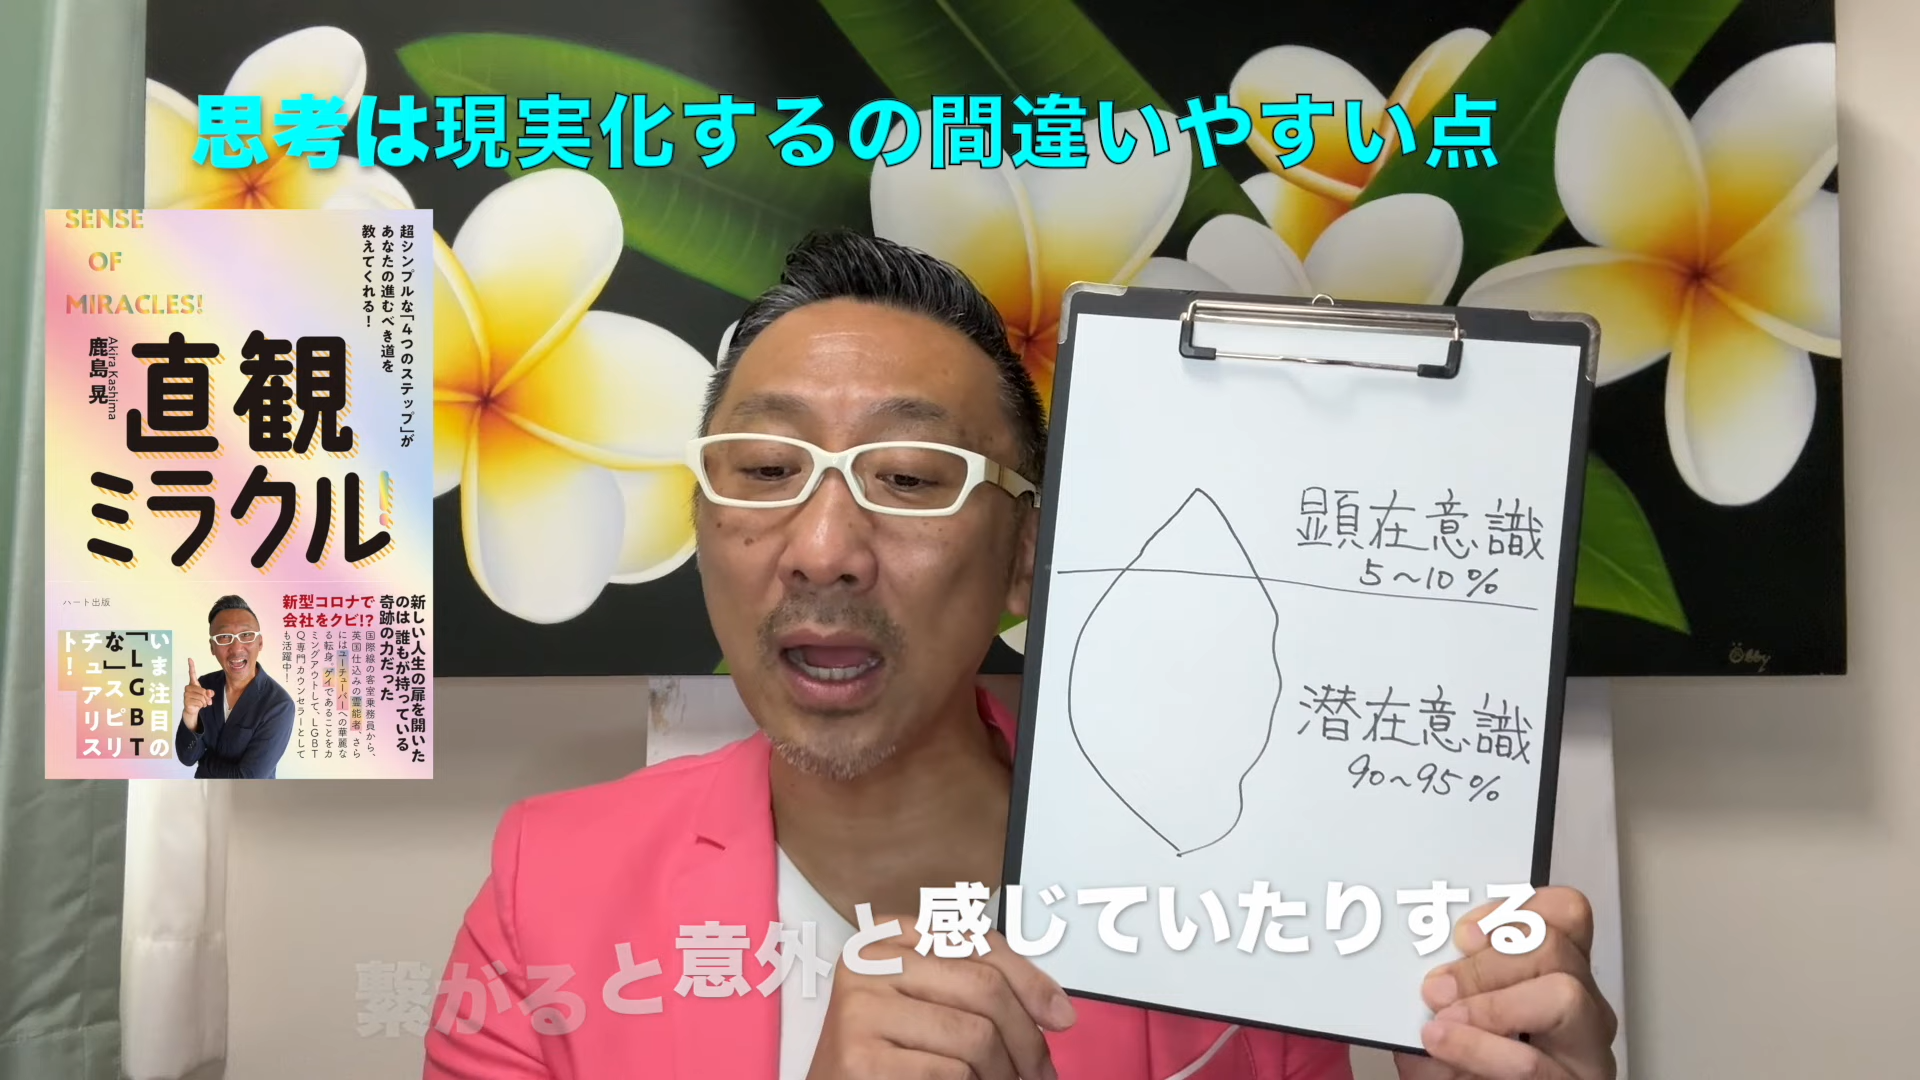 思考は現実化するの間違いやすい点
SENSE
OF
MIRACLES!
超シンプルな「4つのステップ」が
あなたの進むべき道を
教えてくれる!
Akira Kashima
鹿島 晃
直観
ミラクル!
ハート出版
新しい人生の扉を開いた
のは 誰もが持っている
奇跡の力だった
新型コロナで
会社をクビ!?
国際線の客室乗務員から、
英国仕込みの霊能者、さら
にはユーチューバーへの華麗な
る転身。ゲイであることをカ
ミングアウトして、LGBT
Q専門カウンセラーとして
も活躍中!
いま注目の
「LGBT
な」スピリ
チュアリス
ト!
顕在意識
5~10%
潜在意識
90~95%
繋がると意外と感じていたりする